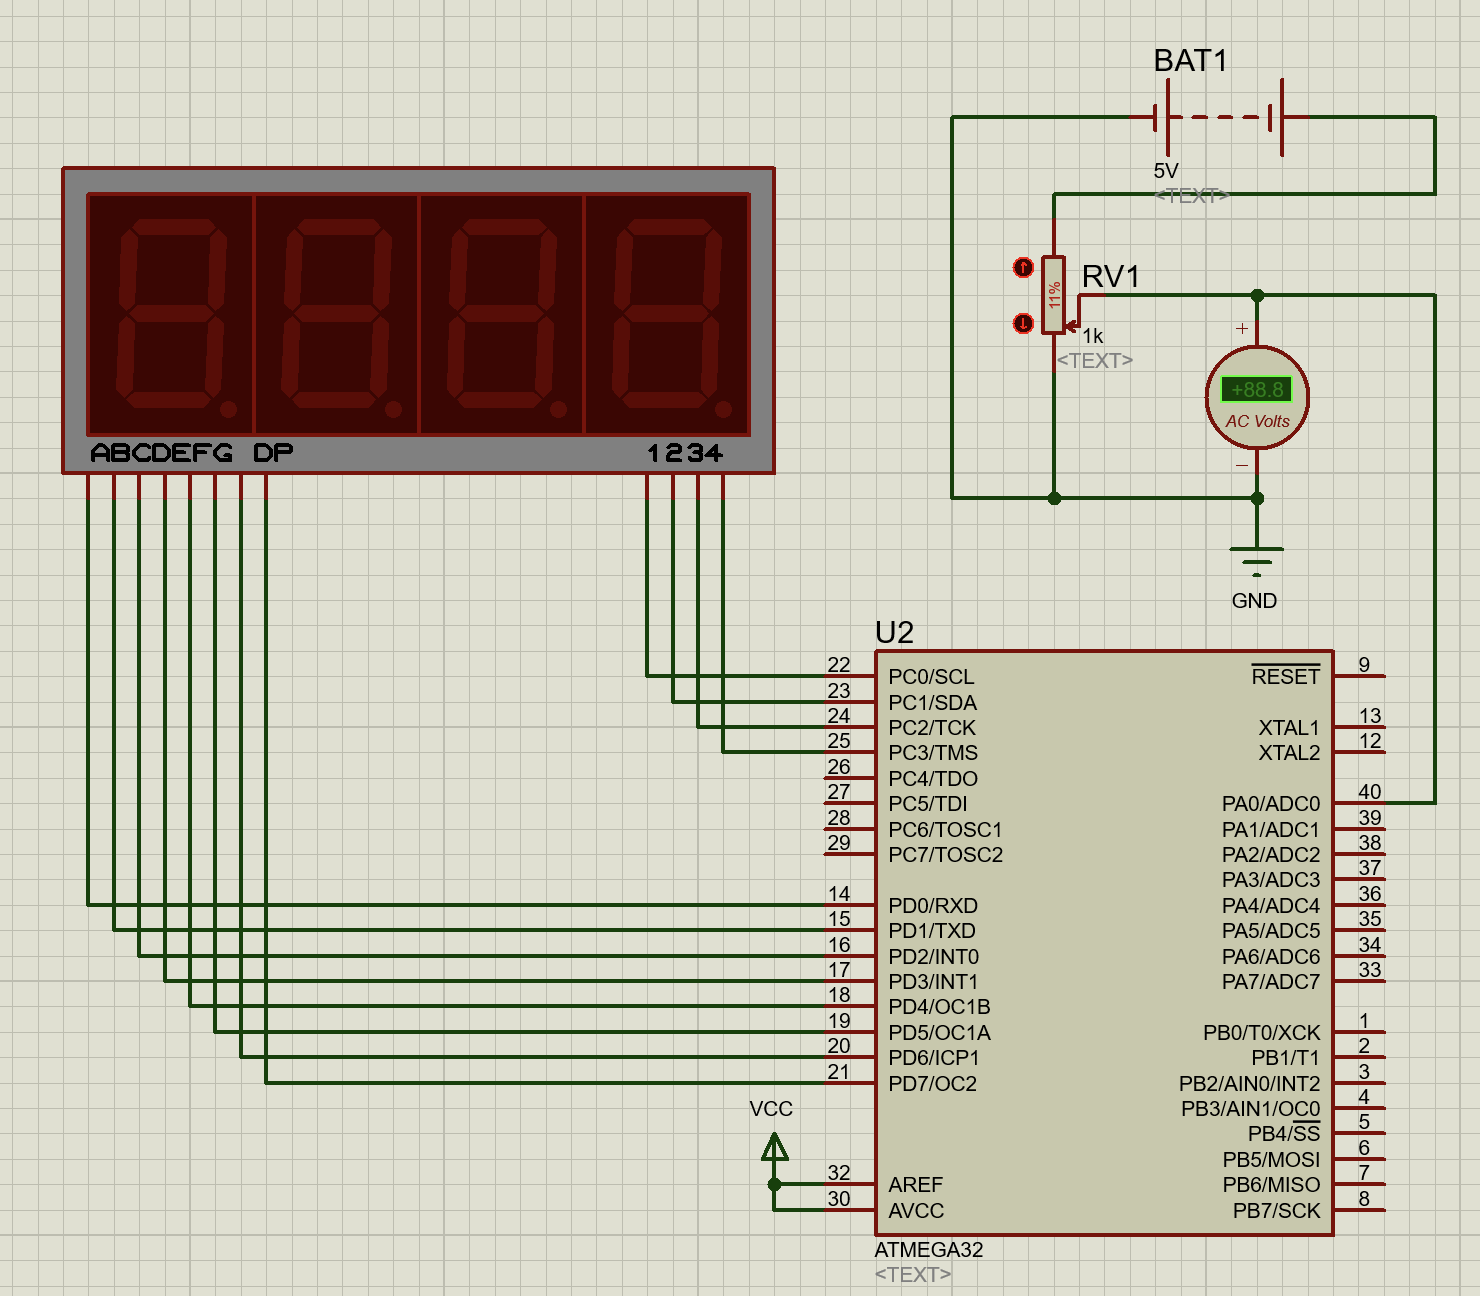 BAT1
5V
<TEXT>
RV1
11%
1k
<TEXT>
+88.8
AC Volts
GND
ABCDEFG DP
1234
U2
22 PC0/SCL
23 PC1/SDA
24 PC2/TCK
25 PC3/TMS
26 PC4/TDO
27 PC5/TDI
28 PC6/TOSC1
29 PC7/TOSC2
14 PD0/RXD
15 PD1/TXD
16 PD2/INT0
17 PD3/INT1
18 PD4/OC1B
19 PD5/OC1A
20 PD6/ICP1
21 PD7/OC2
VCC
32 AREF
30 AVCC
RESET 9
XTAL1 13
XTAL2 12
PA0/ADC0 40
PA1/ADC1 39
PA2/ADC2 38
PA3/ADC3 37
PA4/ADC4 36
PA5/ADC5 35
PA6/ADC6 34
PA7/ADC7 33
PB0/T0/XCK 1
PB1/T1 2
PB2/AIN0/INT2 3
PB3/AIN1/OC0 4
PB4/SS 5
PB5/MOSI 6
PB6/MISO 7
PB7/SCK 8
ATMEGA32
<TEXT>